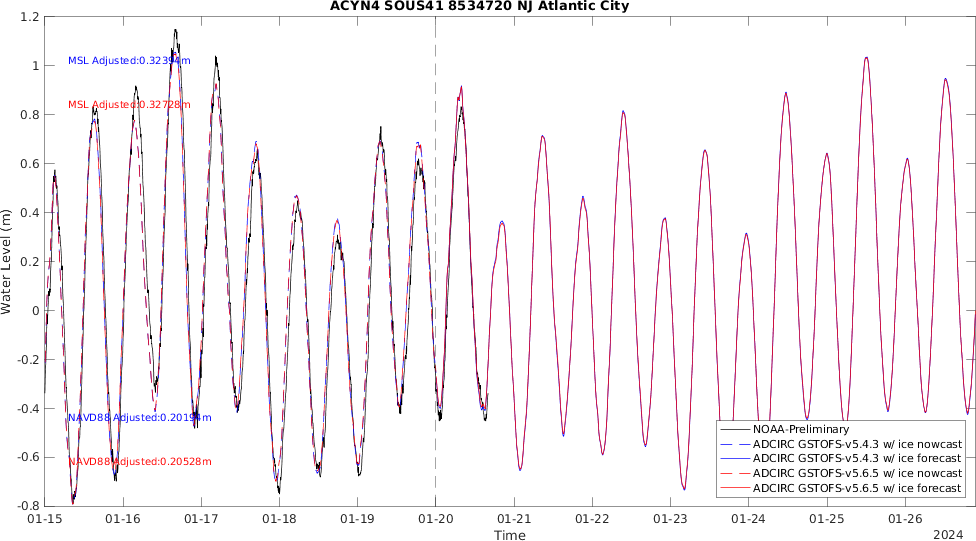 ACYN4 SOUS41 8534720 NJ Atlantic City
1.2
1
0.8
0.6
0.4
0.2
0
-0.2
-0.4
-0.6
-0.8
Water Level (m)
MSL Adjusted:0.32394m
MSL Adjusted:0.32728m
NAVD88 Adjusted:0.20194m
NAVD88 Adjusted:0.20528m
NOAA-Preliminary
ADCIRC GSTOFS-v5.4.3 w/ ice nowcast
ADCIRC GSTOFS-v5.4.3 w/ ice forecast
ADCIRC GSTOFS-v5.6.5 w/ ice nowcast
ADCIRC GSTOFS-v5.6.5 w/ ice forecast
01-15 01-16 01-17 01-18 01-19 01-20 01-21 01-22 01-23 01-24 01-25 01-26
Time
2024